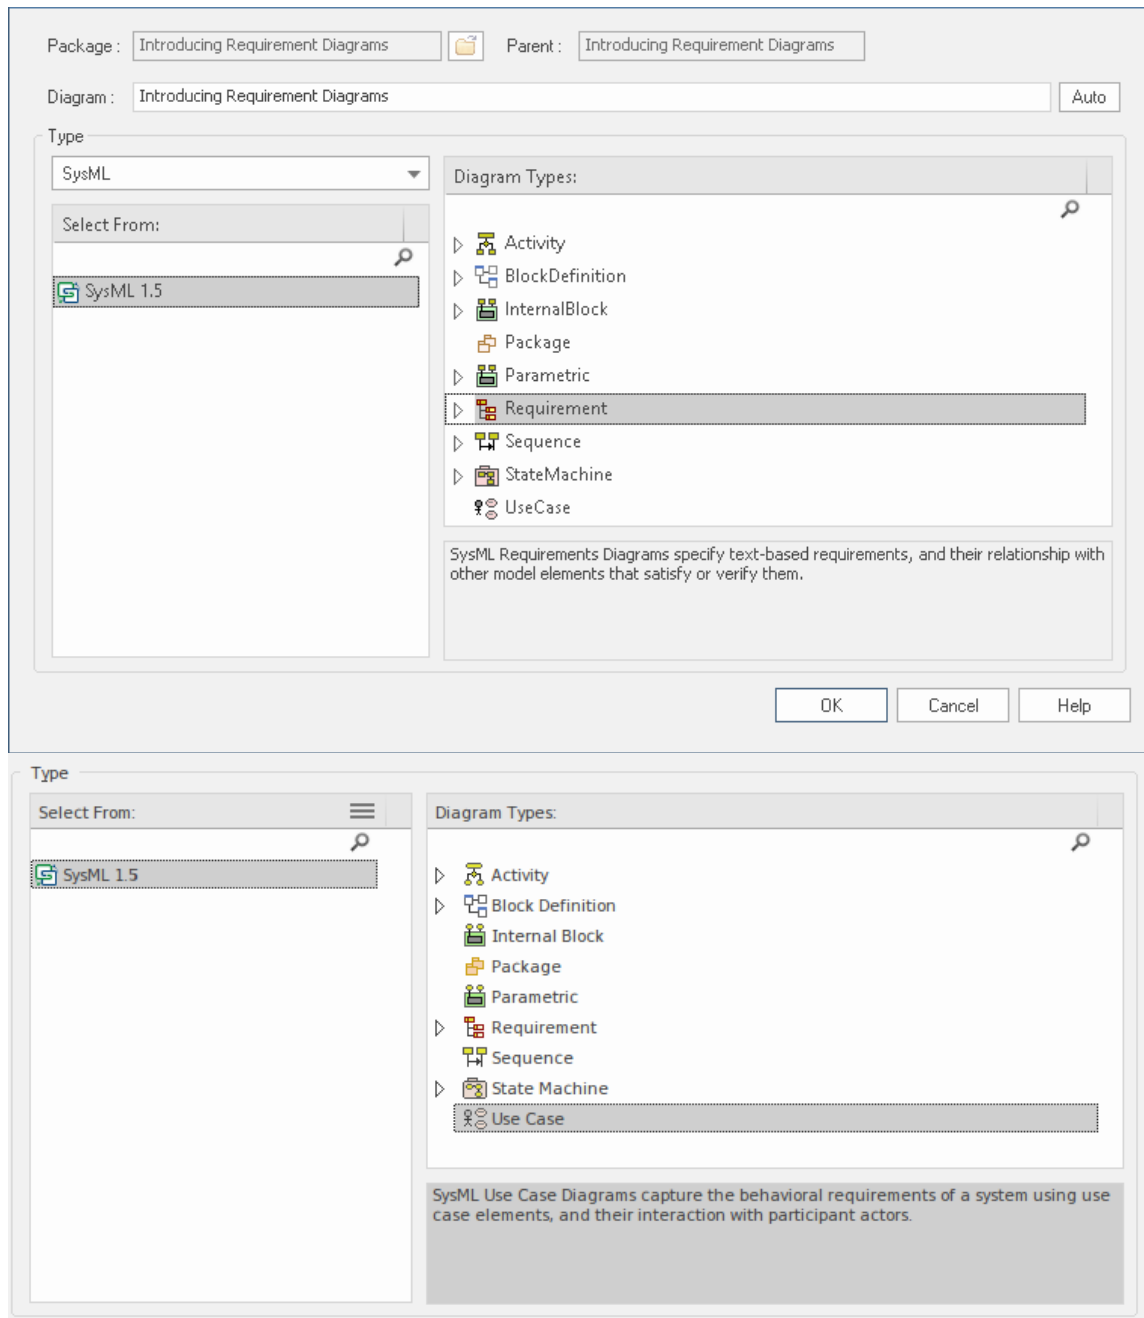 Package : Introducing Requirement Diagrams Parent : Introducing Requirement Diagrams
Diagram : Introducing Requirement Diagrams Auto
Type
SysML
Select From:
SysML 1.5
Diagram Types:
Activity
BlockDefinition
InternalBlock
Package
Parametric
Requirement
Sequence
StateMachine
UseCase
SysML Requirements Diagrams specify text-based requirements, and their relationship with
other model elements that satisfy or verify them.
OK Cancel Help
Type
Select From:
SysML 1.5
Diagram Types:
Activity
Block Definition
Internal Block
Package
Parametric
Requirement
Sequence
State Machine
Use Case
SysML Use Case Diagrams capture the behavioral requirements of a system using use
case elements, and their interaction with participant actors.